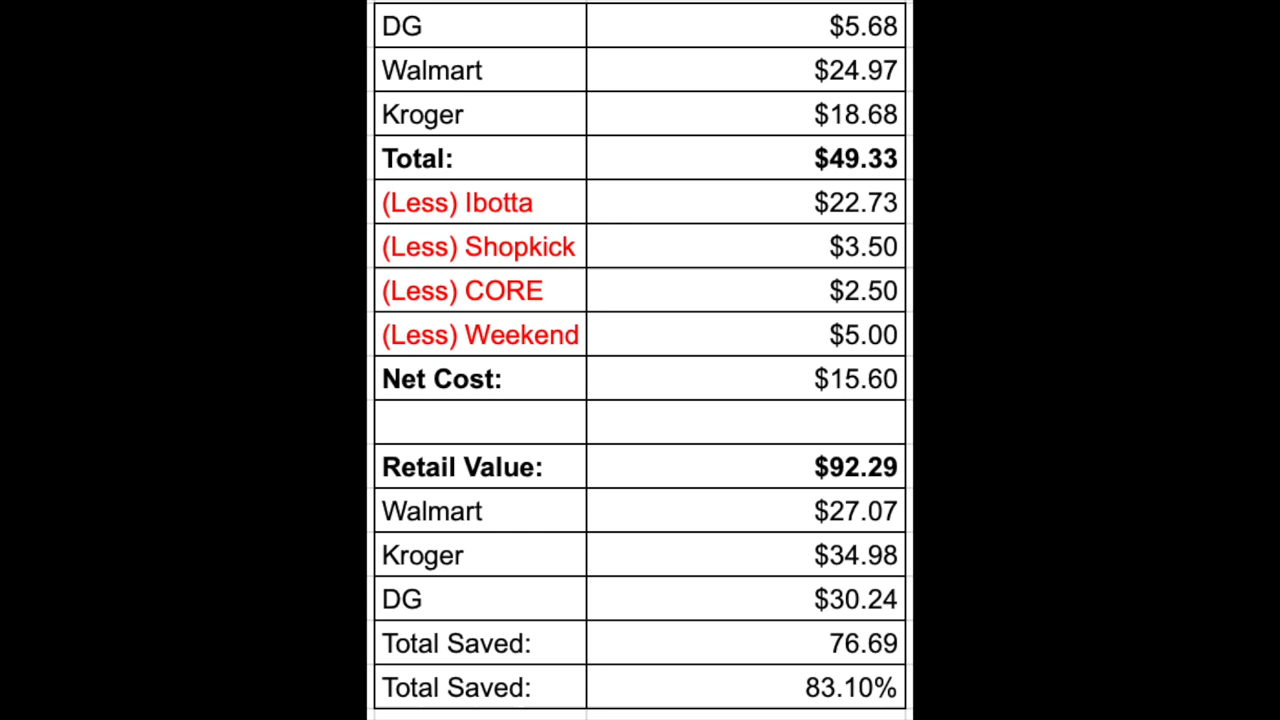 DG $5.68
Walmart $24.97
Kroger $18.68
Total: $49.33
(Less) Ibotta $22.73
(Less) Shopkick $3.50
(Less) CORE $2.50
(Less) Weekend $5.00
Net Cost: $15.60
Retail Value: $92.29
Walmart $27.07
Kroger $34.98
DG $30.24
Total Saved: 76.69
Total Saved: 83.10%